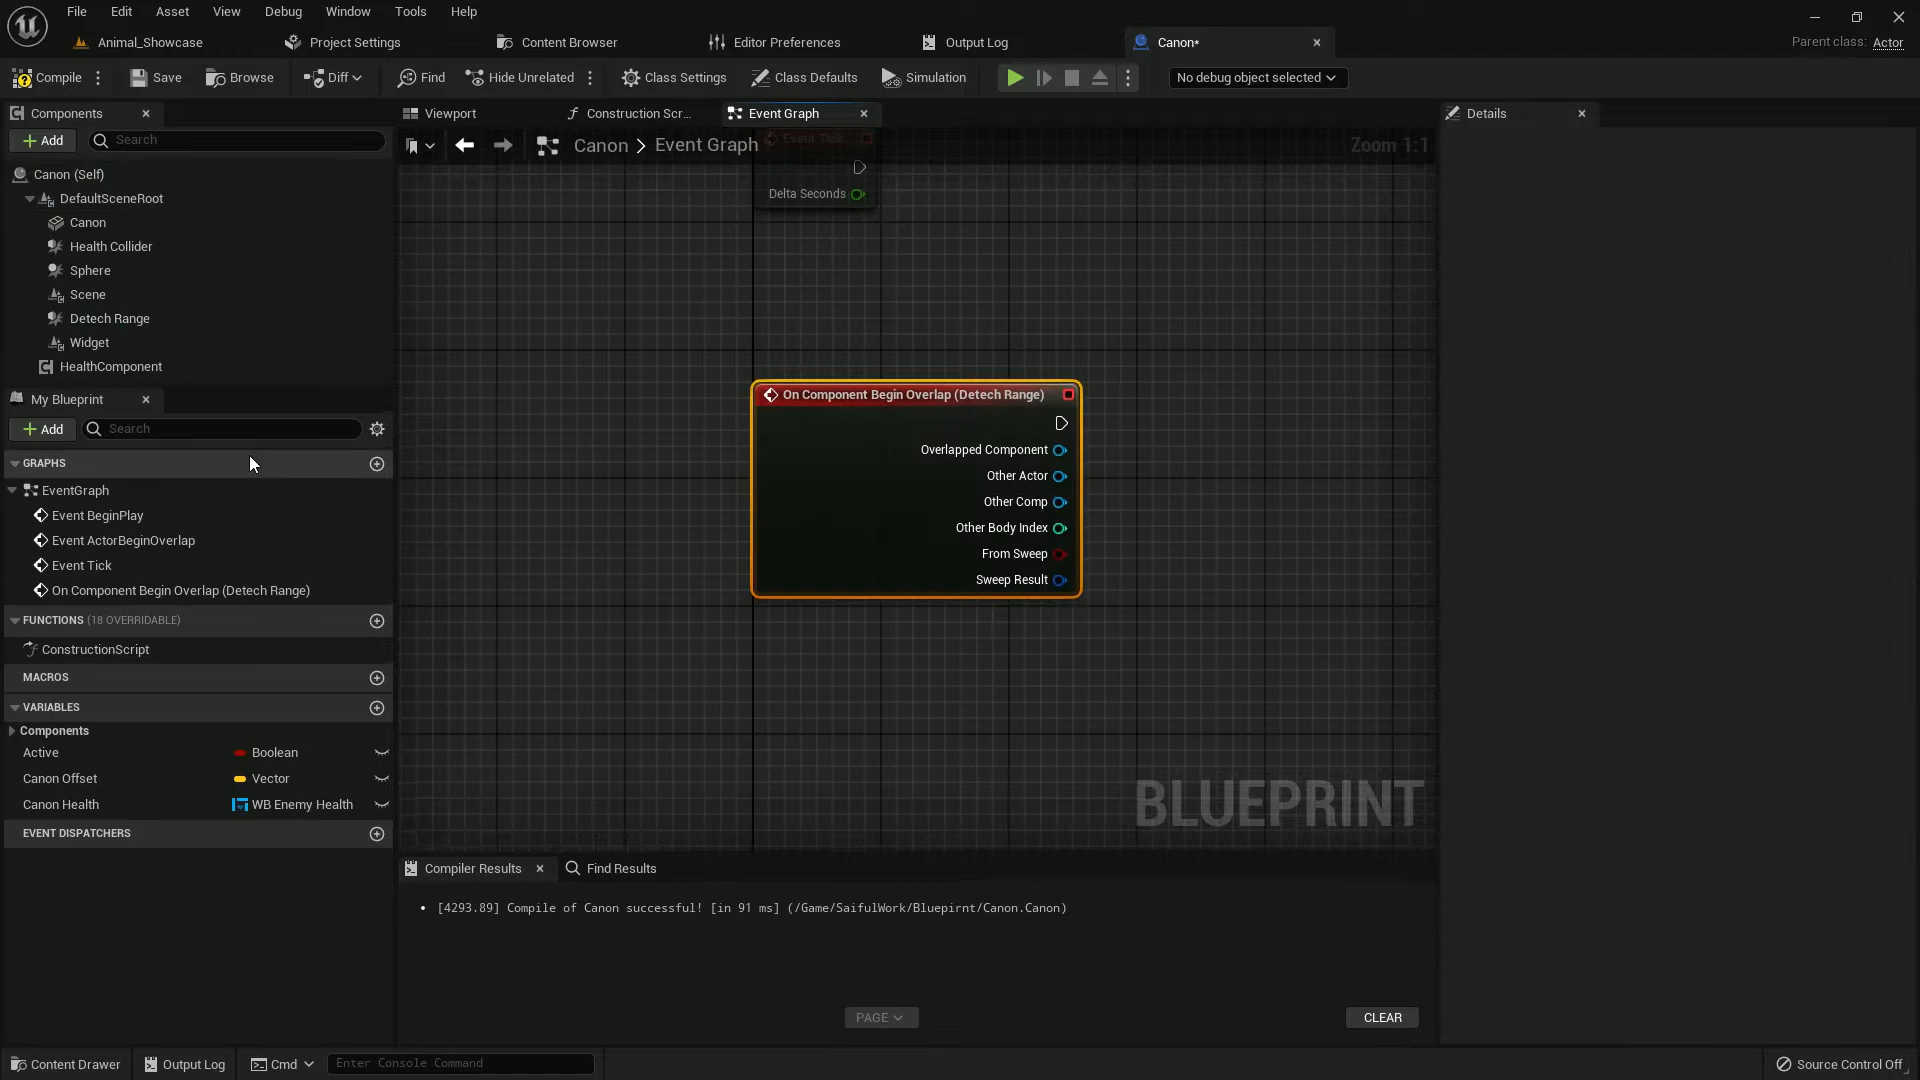 File Edit Asset View Debug Window Tools Help
Animal_Showcase Project Settings Content Browser Editor Preferences Output Log Canon* Parent class: Actor
Compile Save Browse Diff Find Hide Unrelated Class Settings Class Defaults Simulation No debug object selected
Components Viewport Construction Scr... Event Graph Details
Add Search
Canon > Event Graph Zoom 1:1
Event Tick
Delta Seconds
Canon (Self)
DefaultSceneRoot
Canon
Health Collider
Sphere
Scene
Detech Range
Widget
HealthComponent
My Blueprint
Add Search
GRAPHS
EventGraph
Event BeginPlay
Event ActorBeginOverlap
Event Tick
On Component Begin Overlap (Detech Range)
FUNCTIONS (18 OVERRIDABLE)
ConstructionScript
MACROS
VARIABLES
Components
Active Boolean
Canon Offset Vector
Canon Health WB Enemy Health
EVENT DISPATCHERS
On Component Begin Overlap (Detech Range)
Overlapped Component
Other Actor
Other Comp
Other Body Index
From Sweep
Sweep Result
BLUEPRINT
Compiler Results Find Results
[4293.89] Compile of Canon successful! [in 91 ms] (/Game/SaifulWork/Bluepirnt/Canon.Canon)
PAGE CLEAR
Content Drawer Output Log Cmd Enter Console Command Source Control Off